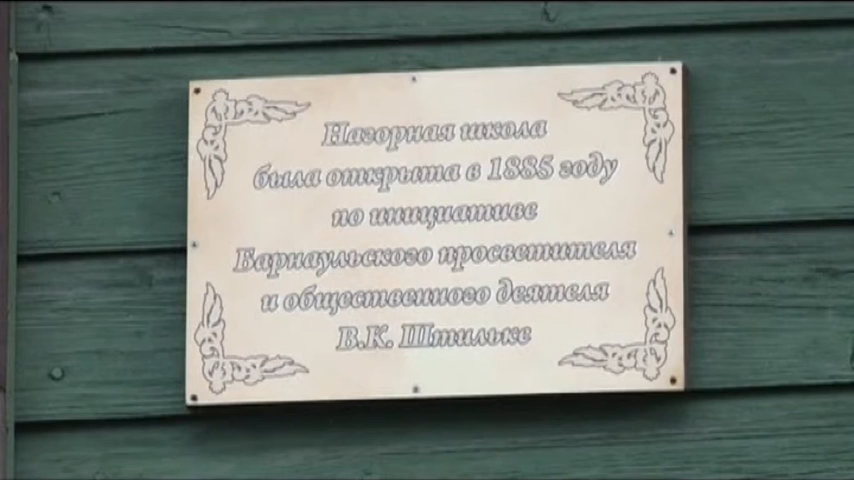 Нагорная школа
была открыта в 1885 году
по инициативе
Барнаульского просветителя
и общественного деятеля
В.К. Штильке